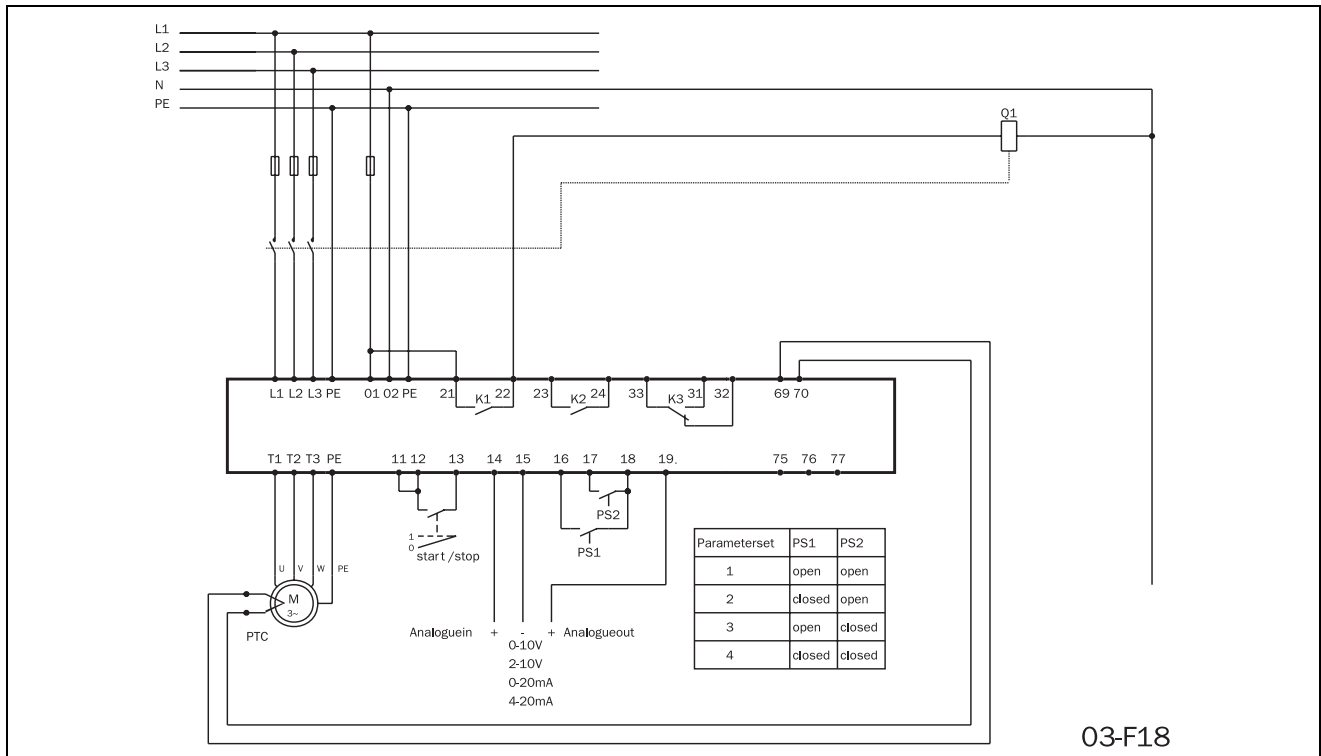 L1
L2
L3
N
PE
Q1
L1 L2 L3 PE 01 02 PE 21 K1 22 23 K2 24 33 K3 31 32 69 70
T1 T2 T3 PE 11 12 13 14 15 16 17 18 19. 75 76 77
PS2
1
0
start /stop
PS1
U V W PE
M
3~
PTC
Analoguein + - + Analogueout
0-10V
2-10V
0-20mA
4-20mA
Parameterset PS1 PS2
1 open open
2 closed open
3 open closed
4 closed closed
03-F18